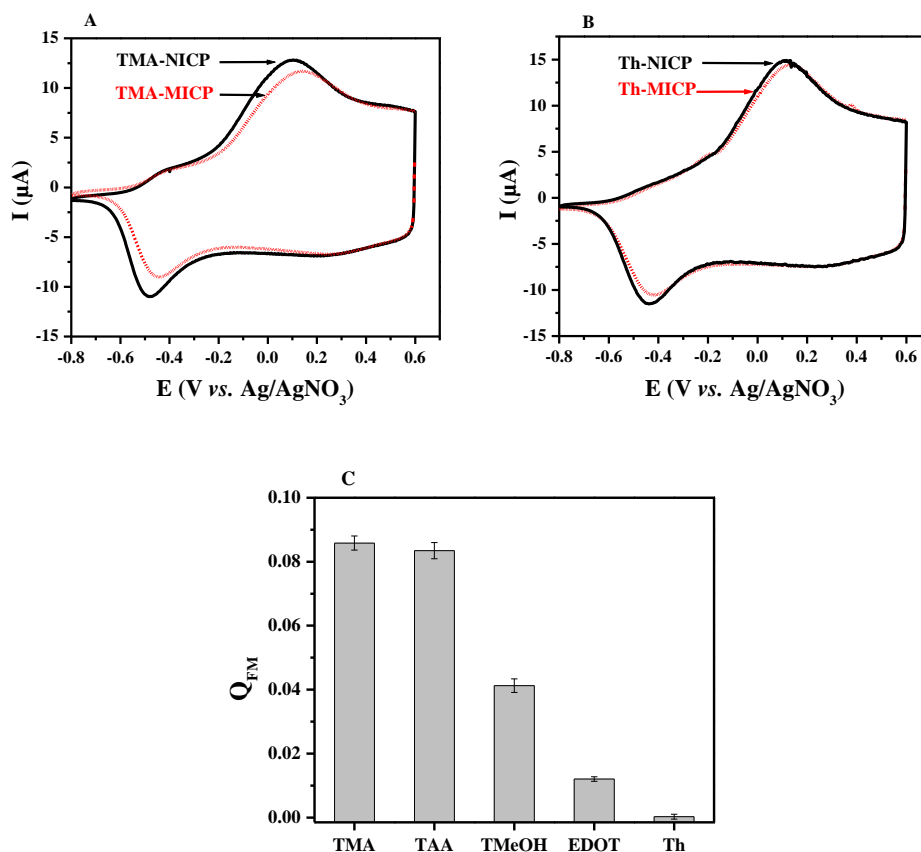 A
15
10
5
0
-5
-10
-15
I (µA)
TMA-NICP
TMA-MICP
-0.8 -0.6 -0.4 -0.2 0.0 0.2 0.4 0.6
E (V vs. Ag/AgNO3)
B
20
15
10
5
0
-5
-10
-15
I (µA)
Th-NICP
Th-MICP
-0.8 -0.6 -0.4 -0.2 0.0 0.2 0.4 0.6
E (V vs. Ag/AgNO3)
C
0.10
0.08
0.06
0.04
0.02
0.00
QFM
TMA TAA TMeOH EDOT Th